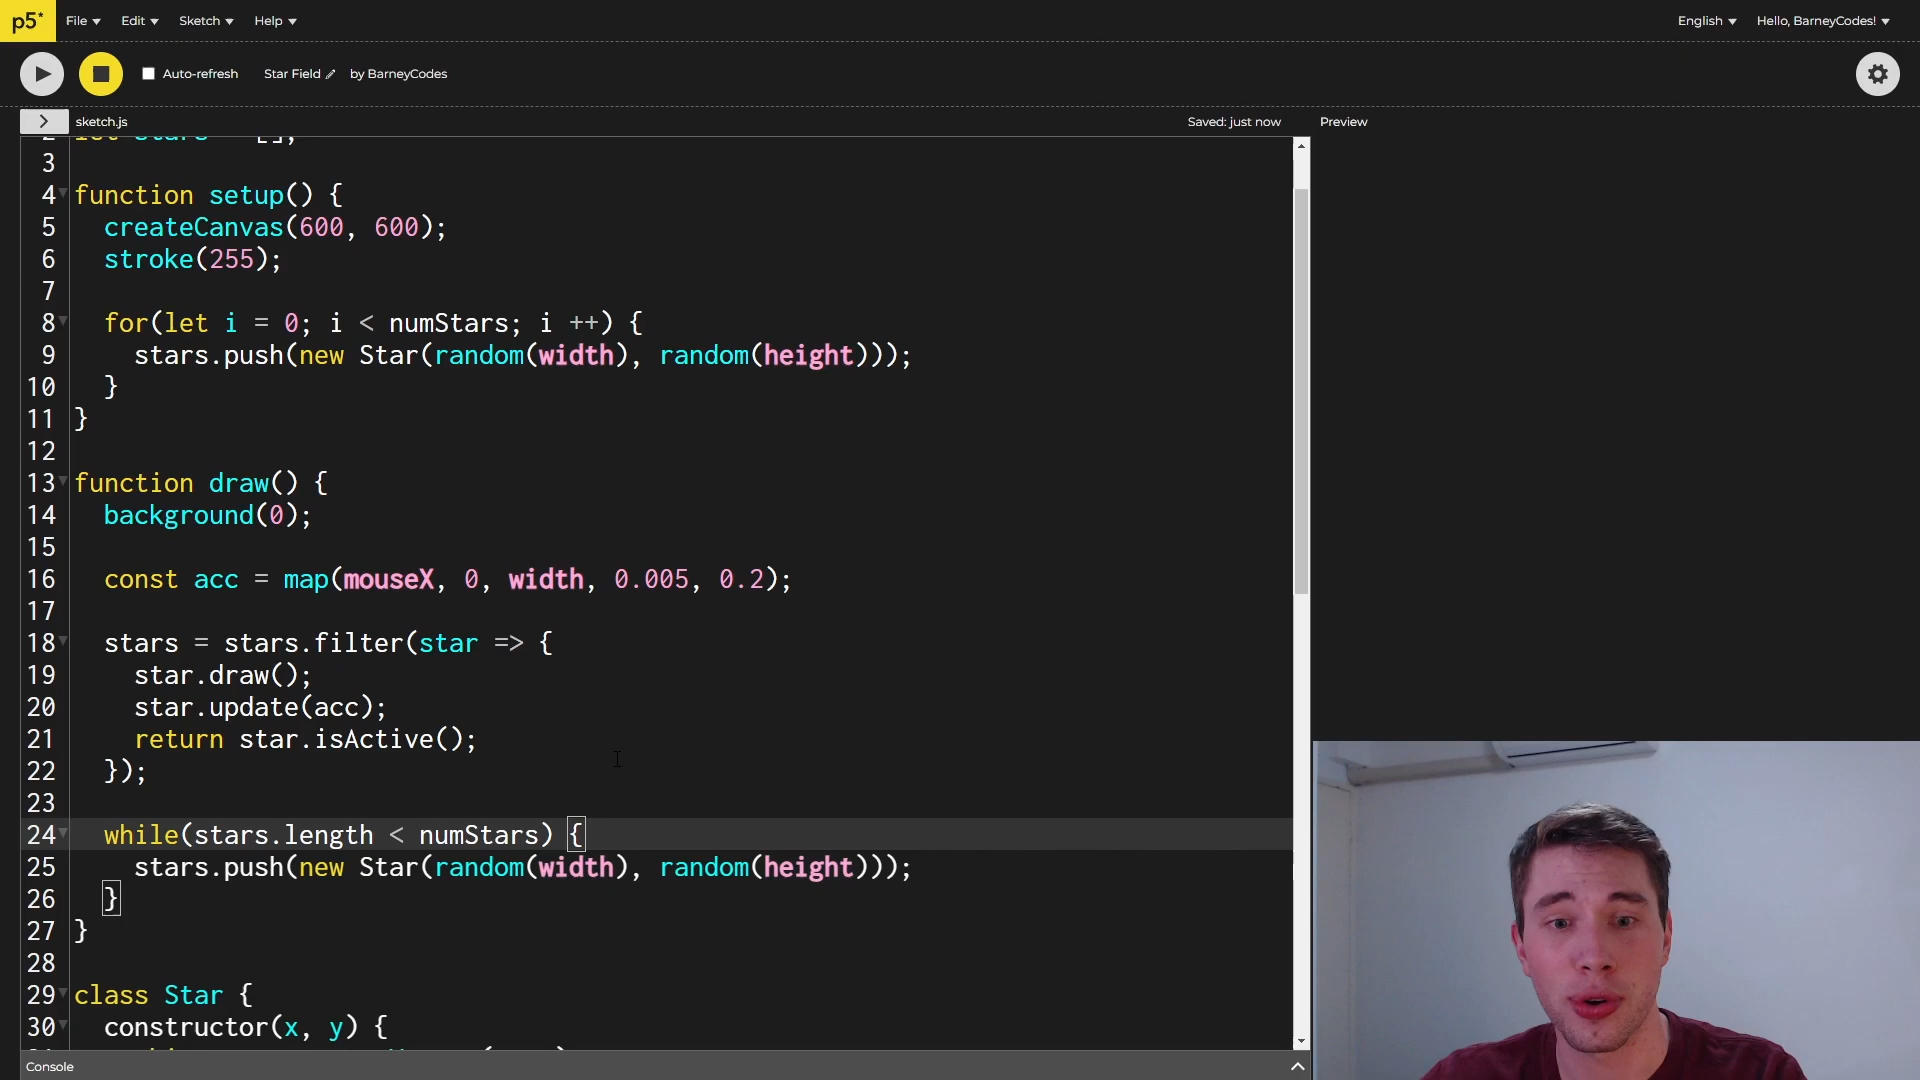 p5* File Edit Sketch Help English Hello, BarneyCodes!
Auto-refresh Star Field by BarneyCodes
> sketch.js Saved: just now Preview
2 let stars = [];
3
4 function setup() {
5 createCanvas(600, 600);
6 stroke(255);
7
8 for(let i = 0; i < numStars; i ++) {
9 stars.push(new Star(random(width), random(height)));
10 }
11 }
12
13 function draw() {
14 background(0);
15
16 const acc = map(mouseX, 0, width, 0.005, 0.2);
17
18 stars = stars.filter(star => {
19 star.draw();
20 star.update(acc);
21 return star.isActive();
22 });
23
24 while(stars.length < numStars) {
25 stars.push(new Star(random(width), random(height)));
26 }
27 }
28
29 class Star {
30 constructor(x, y) {
Console